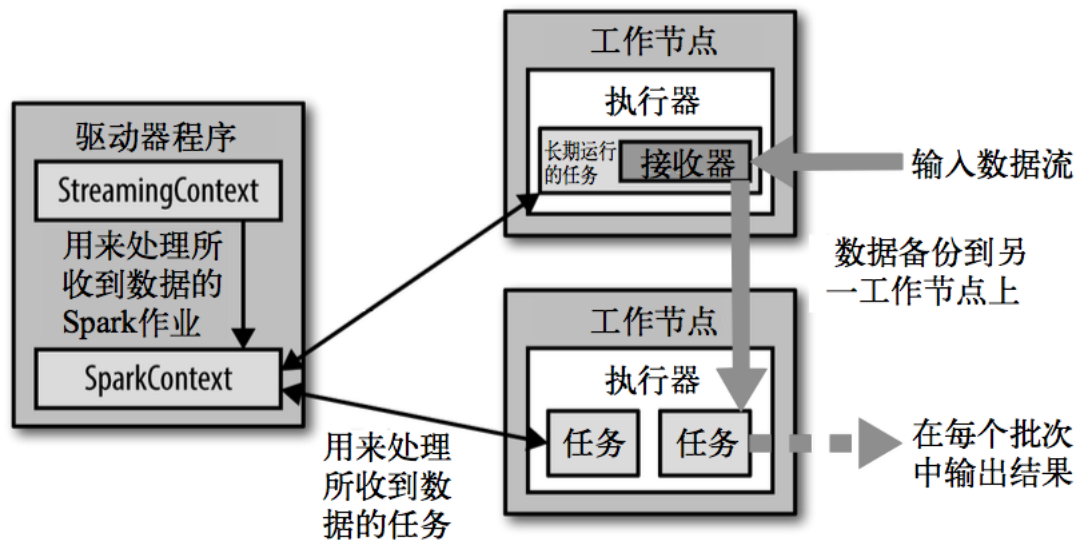 驱动器程序
StreamingContext
用来处理所
收到数据的
Spark作业
SparkContext
用来处理
所收到数
据的任务
工作节点
执行器
长期运行
的任务
接收器
输入数据流
数据备份到另
一工作节点上
工作节点
执行器
任务
任务
在每个批次
中输出结果